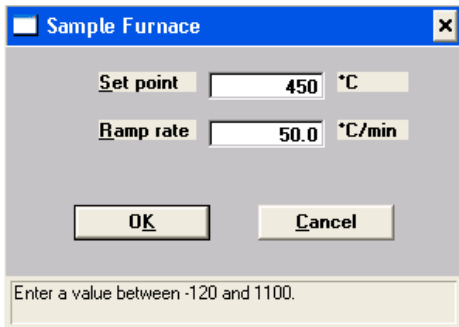 Sample Furnace
Set point 450 °C
Ramp rate 50.0 °C/min
OK Cancel
Enter a value between -120 and 1100.